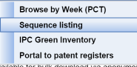 Browse by Week (PCT)
Sequence listing
IPC Green Inventory
Portal to patent registers